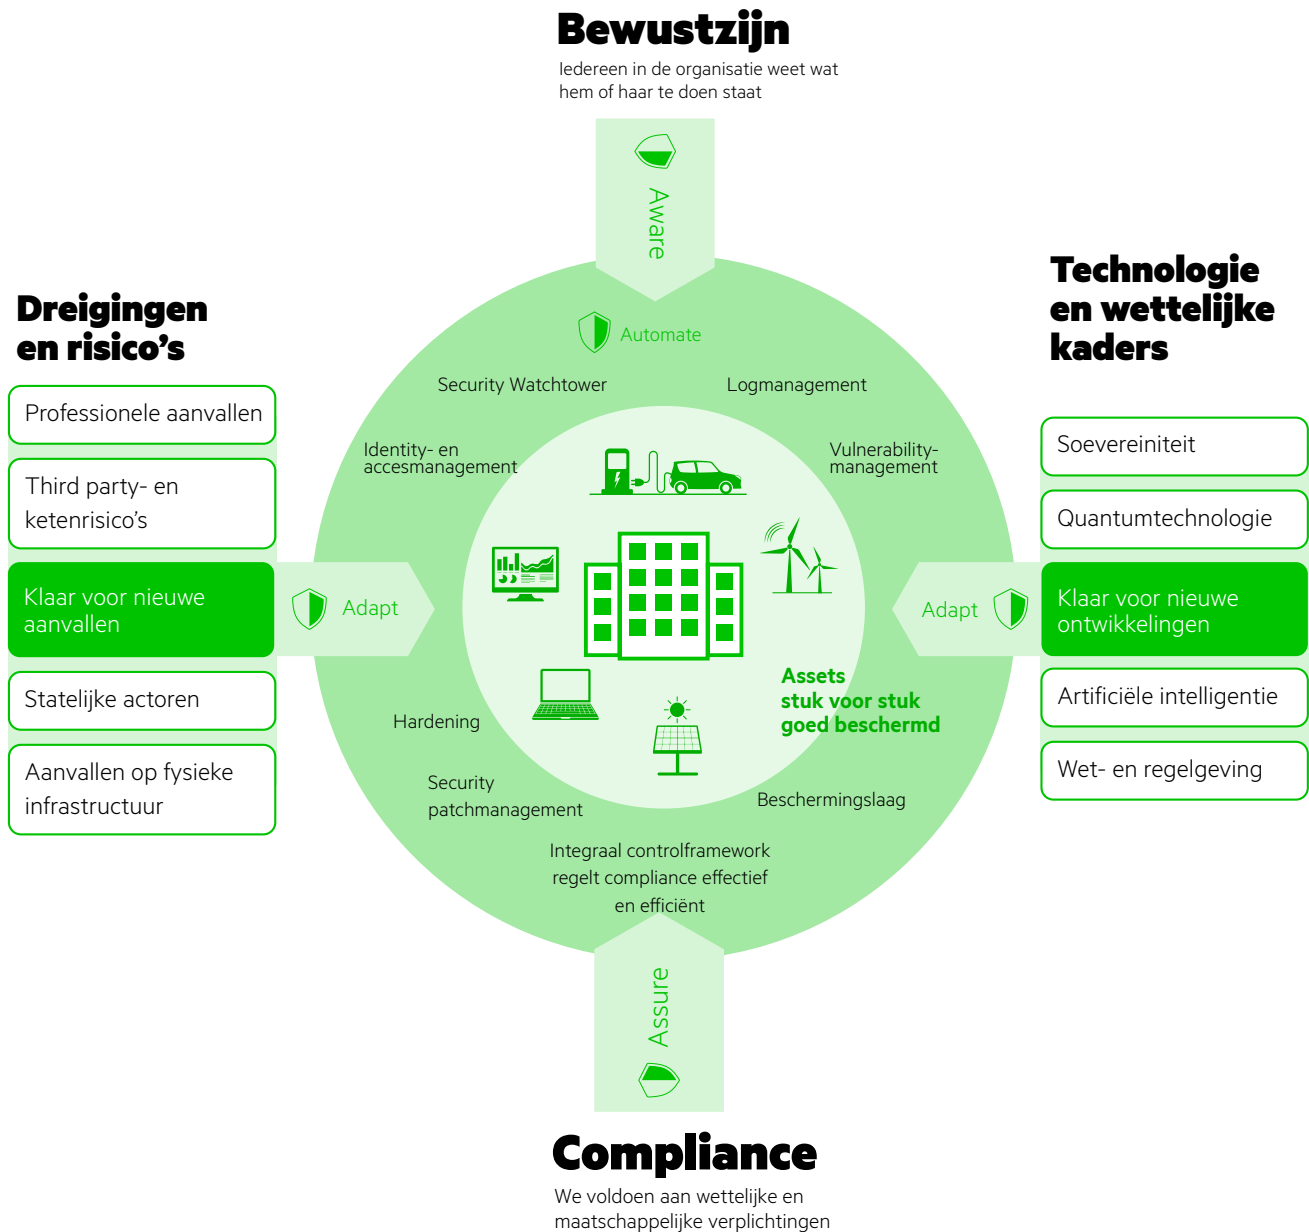 Bewustzijn
Iedereen in de organisatie weet wat
hem of haar te doen staat
Aware
Dreigingen
en risico's
Professionele aanvallen
Third party- en
ketenrisico's
Klaar voor nieuwe
aanvallen
Statelijke actoren
Aanvallen op fysieke
infrastructuur
Adapt
Automate
Security Watchtower
Logmanagement
Identity- en
accesmanagement
Vulnerability-
management
Assets
stuk voor stuk
goed beschermd
Hardening
Security
patchmanagement
Beschermingslaag
Integraal controlframework
regelt compliance effectief
en efficiënt
Adapt
Technologie
en wettelijke
kaders
Soevereiniteit
Quantumtechnologie
Klaar voor nieuwe
ontwikkelingen
Artificiële intelligentie
Wet- en regelgeving
Assure
Compliance
We voldoen aan wettelijke en
maatschappelijke verplichtingen